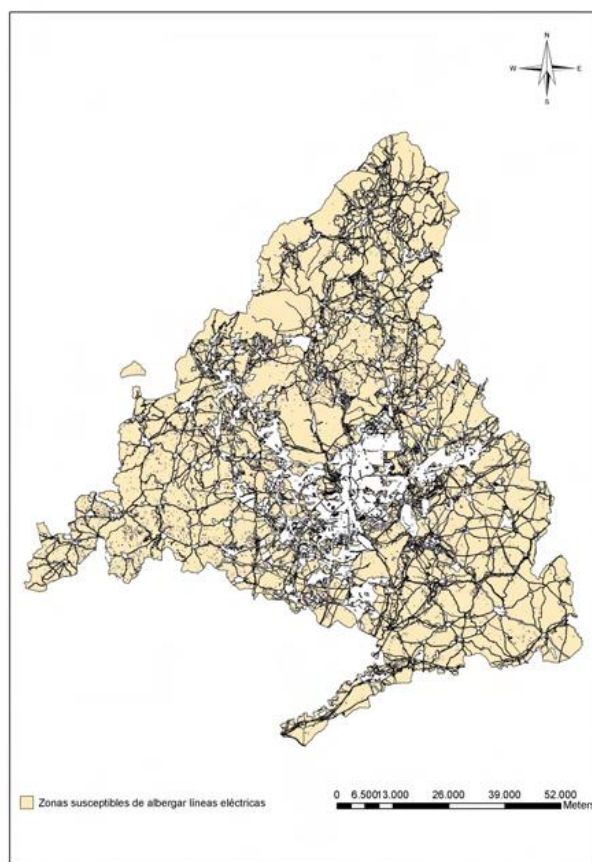 N
W E
S
Zonas susceptibles de albergar líneas eléctricas
0 6.50013.000 26.000 39.000 52.000
Meters